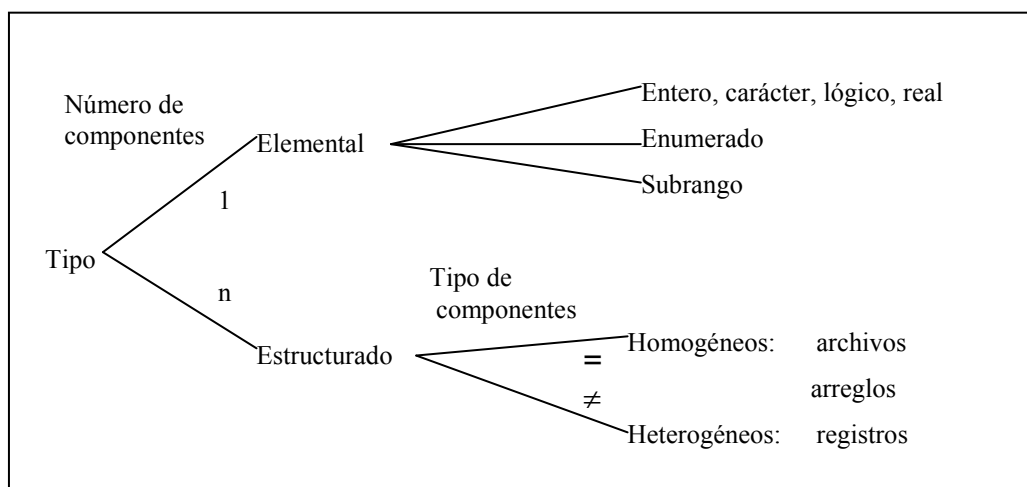 Número de
componentes
Elemental
Entero, carácter, lógico, real
Enumerado
Subrango
1
Tipo
n
Tipo de
componentes
Estructurado
Homogéneos: archivos
=
≠
arreglos
Heterogéneos: registros